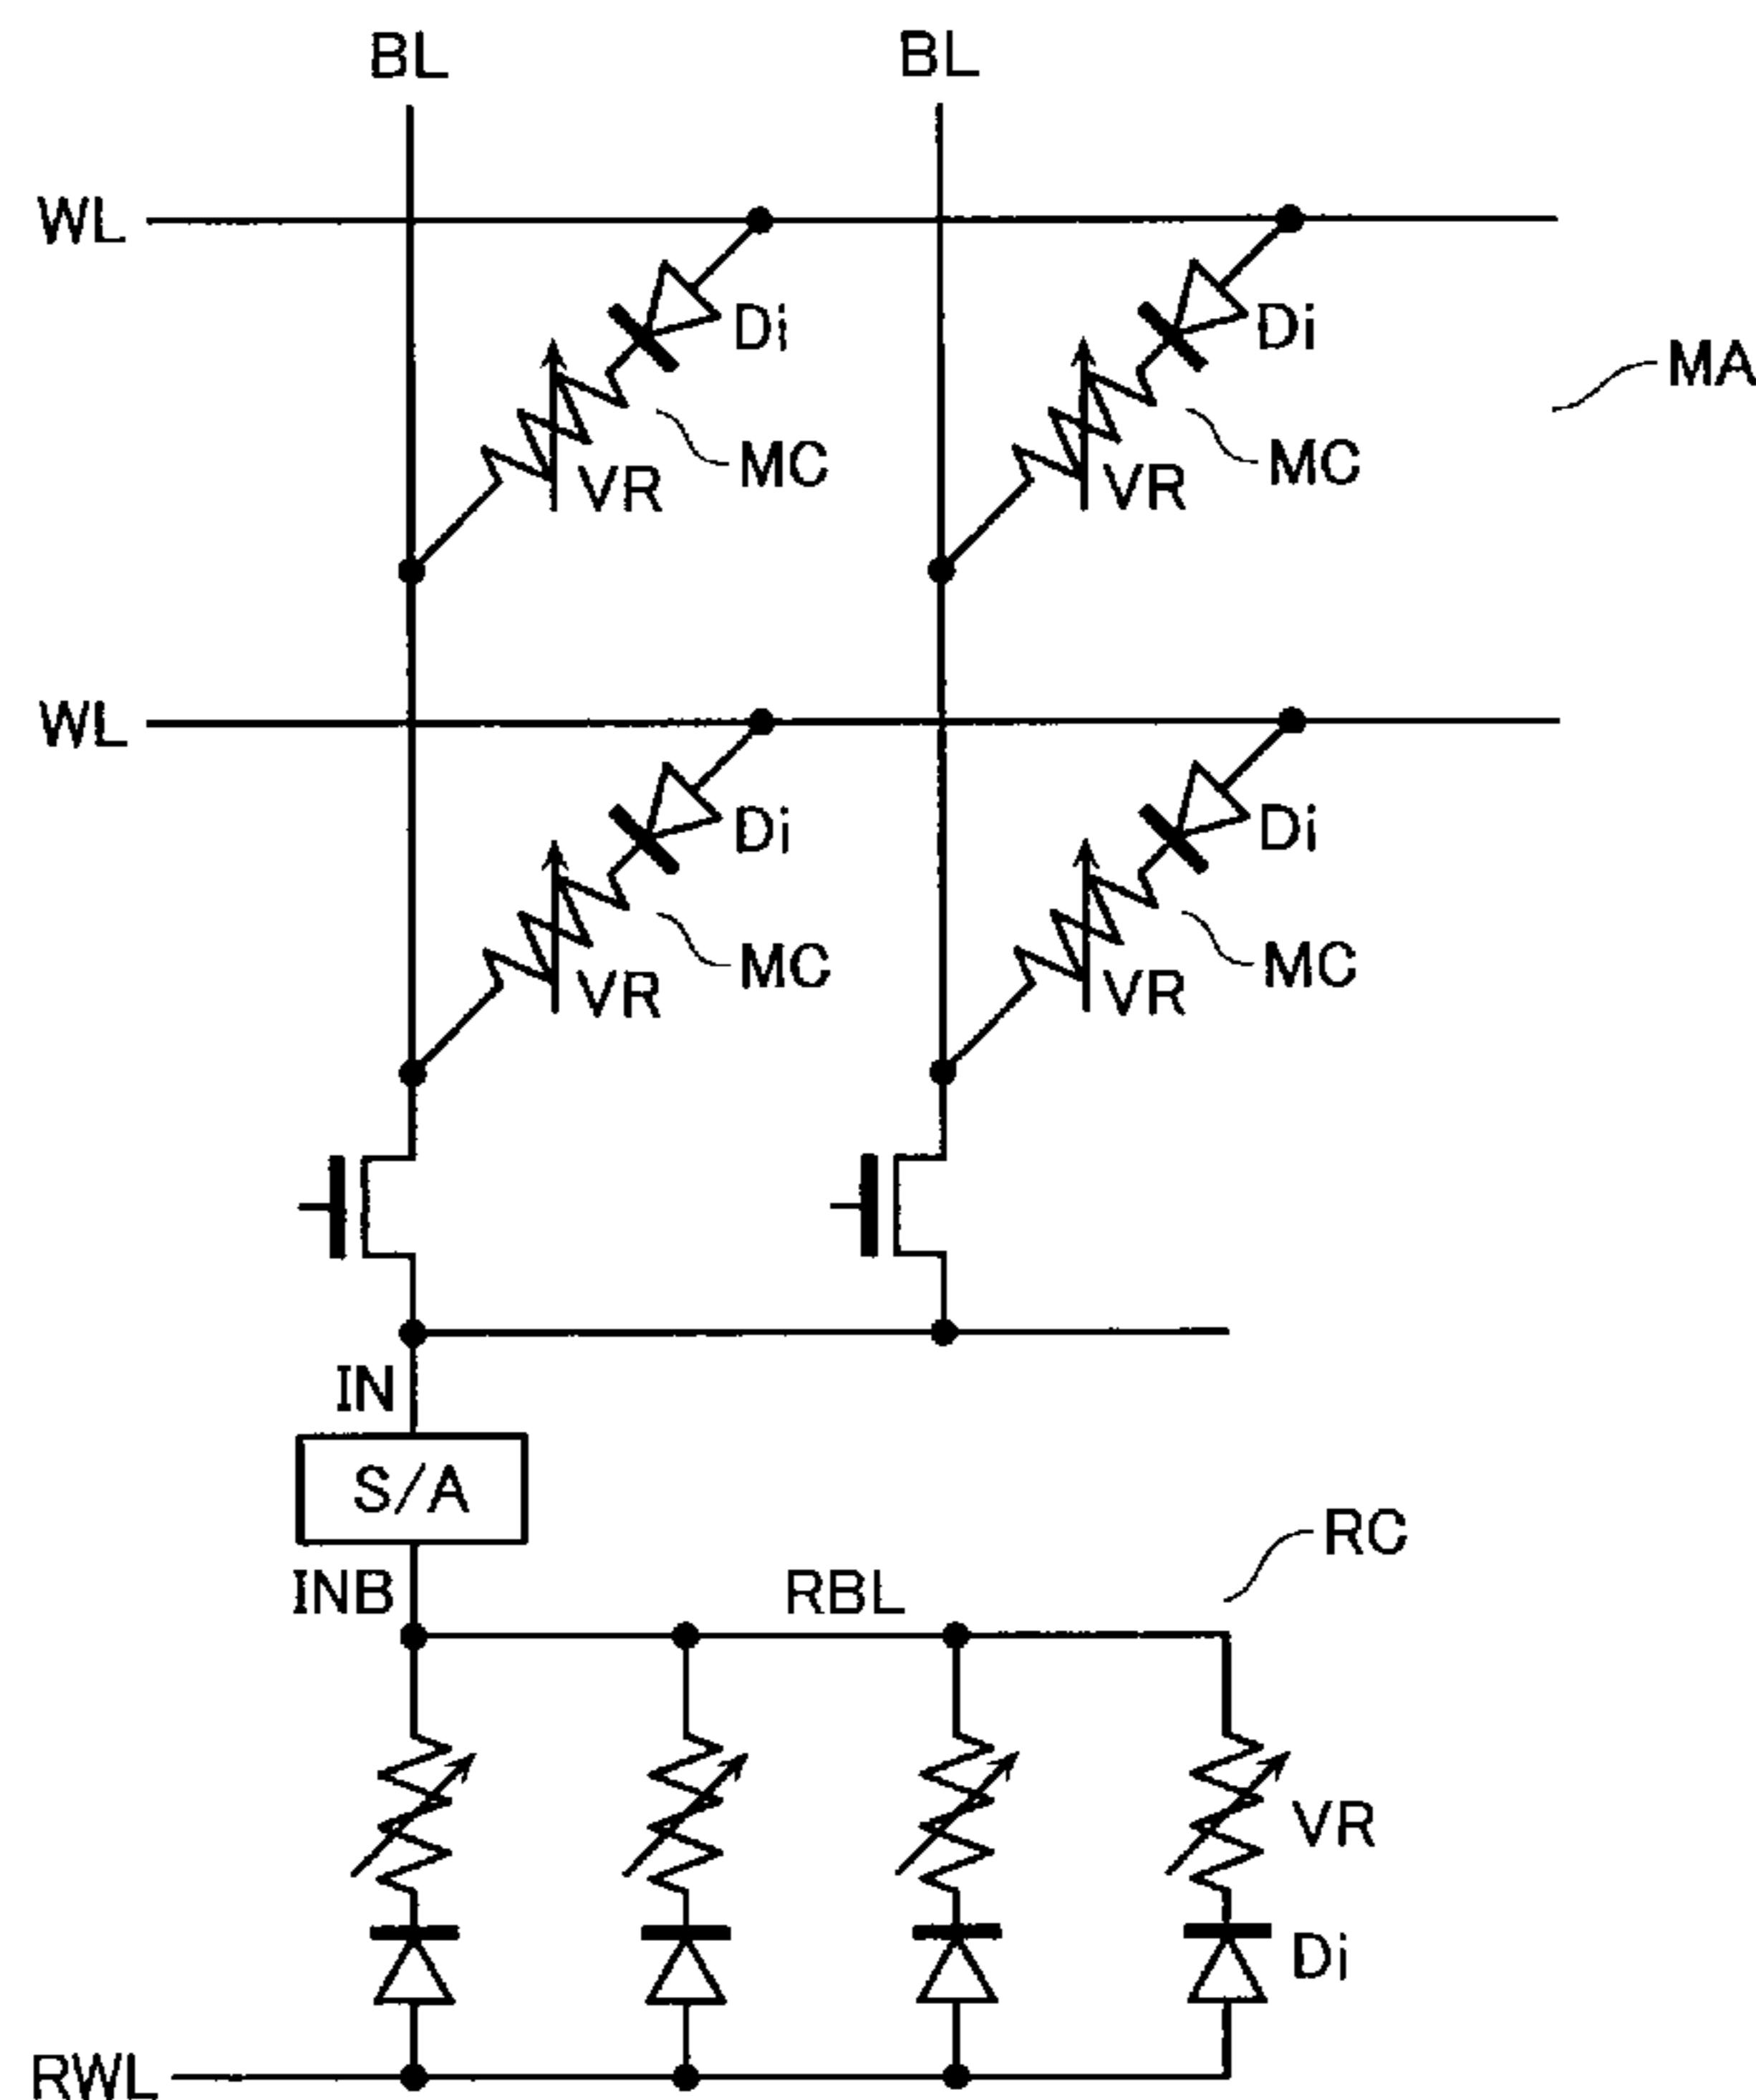 BL BL
WL
Di Di
MA
MC MC
VR VR
WL
Di Di
MC MC
VR VR
IN
S/A
RC
INB RBL
VR
Di
RWL